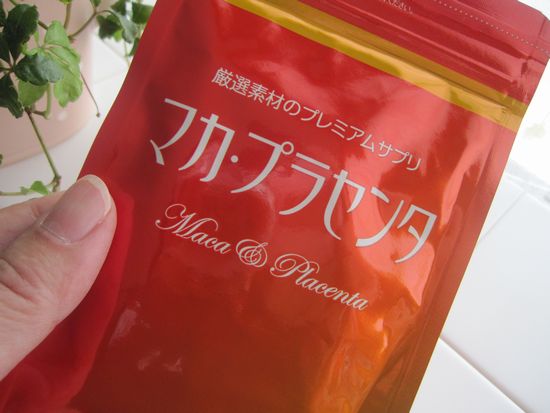 厳選素材のプレミアムサプリ
マカ・プラセンタ
Maca & Placenta